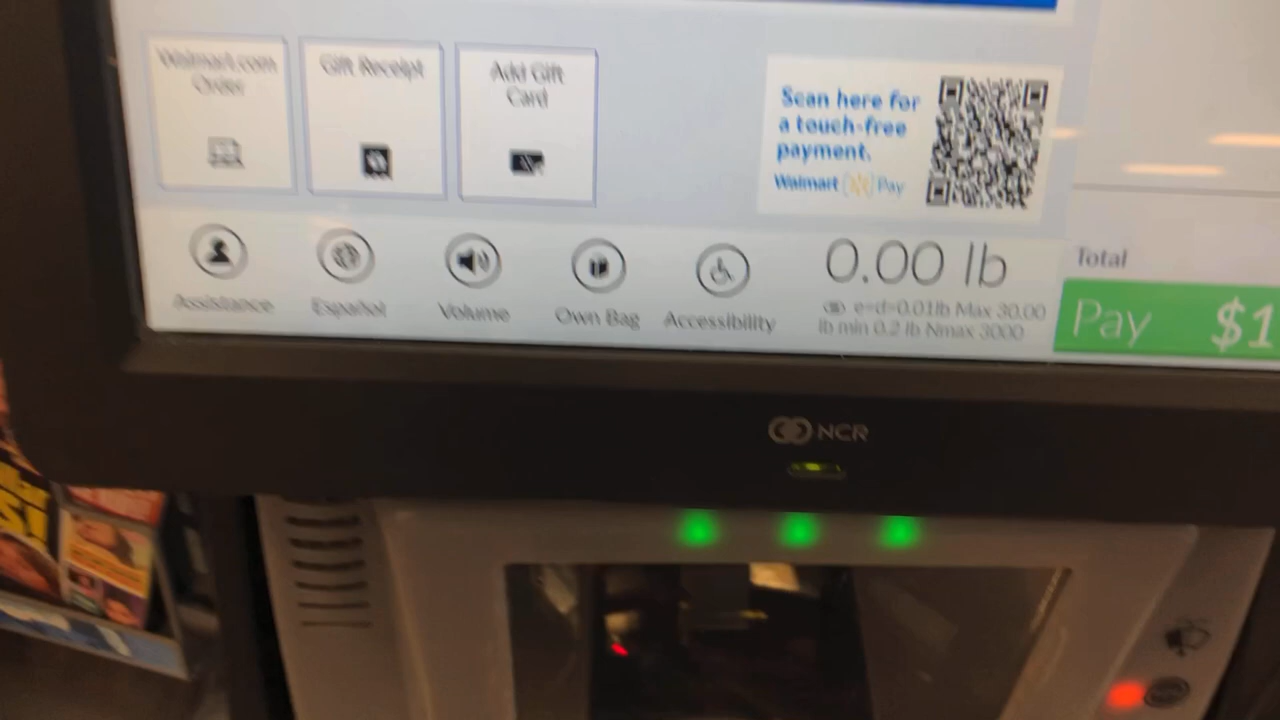 Walmart.com
Order
Gift Receipt
Add Gift
Card
Scan here for
a touch-free
payment.
Walmart Pay
Assistance
Español
Volume
Own Bag
Accessibility
0.00 lb
e=d=0.01lb Max 30.00
lb min 0.2 lb Nmax 3000
Total
Pay $1
NCR